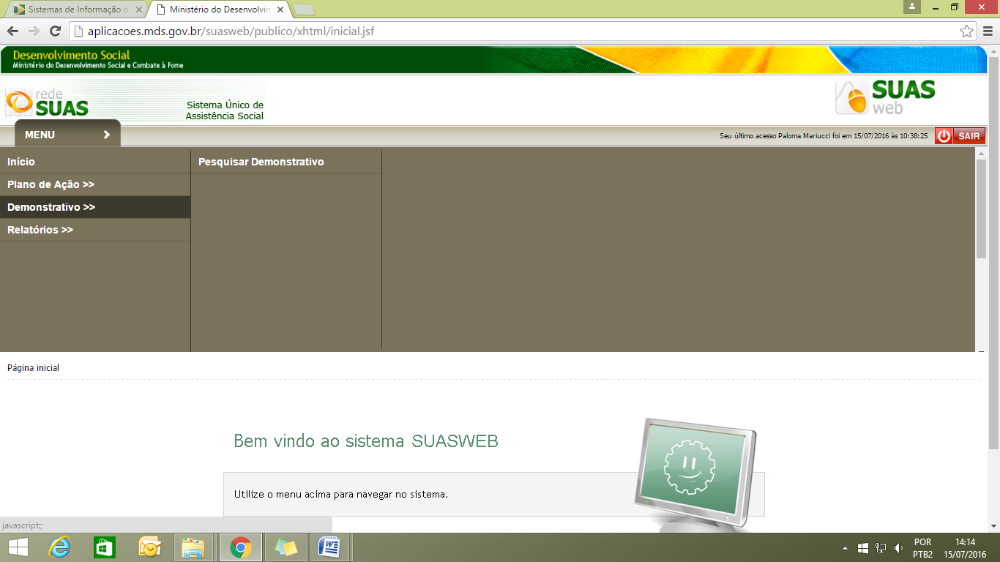 Sistemas de Informação d
Ministério do Desenvolvim
aplicacoes.mds.gov.br/suasweb/publico/xhtml/inicial.jsf
Desenvolvimento Social
Ministério do Desenvolvimento Social e Combate à Fome
rede
SUAS
Sistema Único de
Assistência Social
SUAS
web
MENU
Seu último acesso Paloma Mariucci foi em 15/07/2016 às 10:38:25
SAIR
Início
Pesquisar Demonstrativo
Plano de Ação >>
Demonstrativo >>
Relatórios >>
Página inicial
Bem vindo ao sistema SUASWEB
Utilize o menu acima para navegar no sistema.
javascript:;
POR
PTB2
14:14
15/07/2016